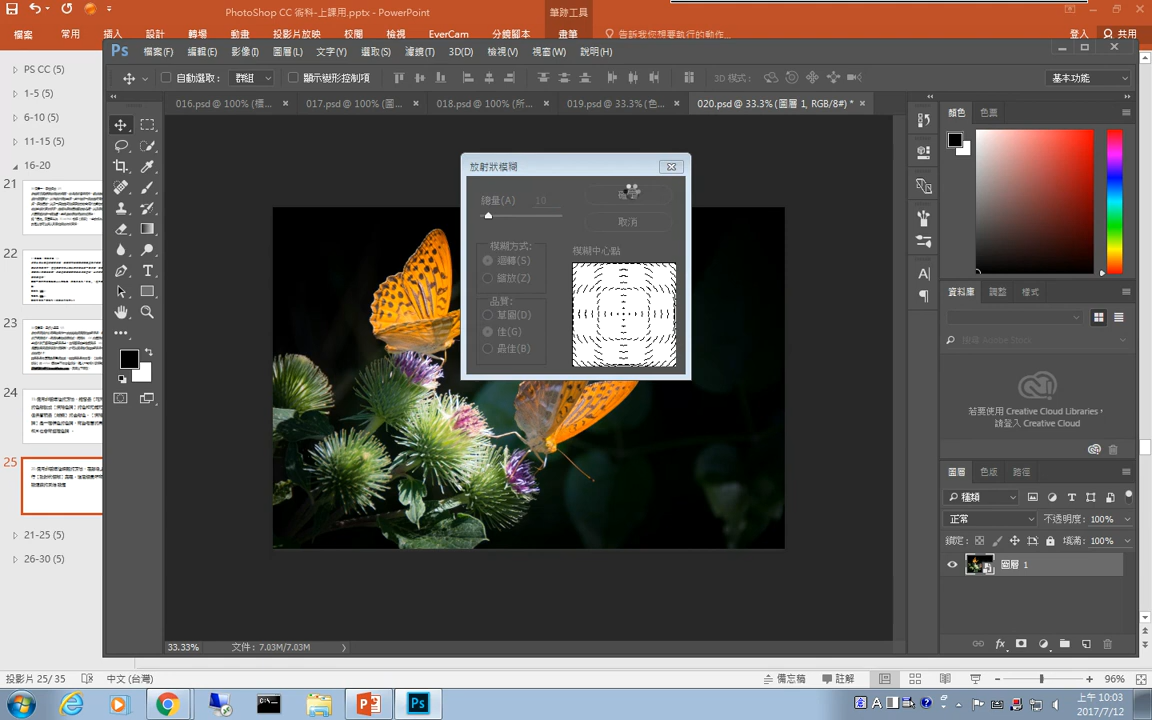 PhotoShop CC 術科-上課用.pptx - PowerPoint
筆跡工具
檔案 常用 插入 設計 轉場 動畫 投影片放映 校閱 檢視 EverCam 分鏡腳本 筆畫 告訴我您想要執行的動作... 登入 共用
Ps 檔案(F) 編輯(E) 影像(I) 圖層(L) 文字(Y) 選取(S) 濾鏡(T) 3D(D) 檢視(V) 視窗(W) 說明(H)
自動選取： 群組 顯示變形控制項 3D 模式： 基本功能
016.psd @ 100% (標... 017.psd @ 100% (圖... 018.psd @ 100% (所... 019.psd @ 33.3% (色... 020.psd @ 33.3% (圖層 1, RGB/8#) *
PS CC (5)
1-5 (5)
6-10 (5)
11-15 (5)
16-20
21
22
23
24
25
21-25 (5)
26-30 (5)
放射狀模糊
總量(A) 10
取消
模糊方式:
迴轉(S)
縮放(Z)
品質:
草圖(D)
佳(G)
最佳(B)
模糊中心點
顏色 色票
資料庫 調整 樣式
搜尋 Adobe Stock
若要使用 Creative Cloud Libraries，
請登入 Creative Cloud
圖層 色版 路徑
種類
正常 不透明度： 100%
鎖定： 填滿： 100%
圖層 1
33.33% 文件：7.03M/7.03M
投影片 25/ 35 中文 (台灣) 備忘稿 註解 96%
上午 10:03
2017/7/12